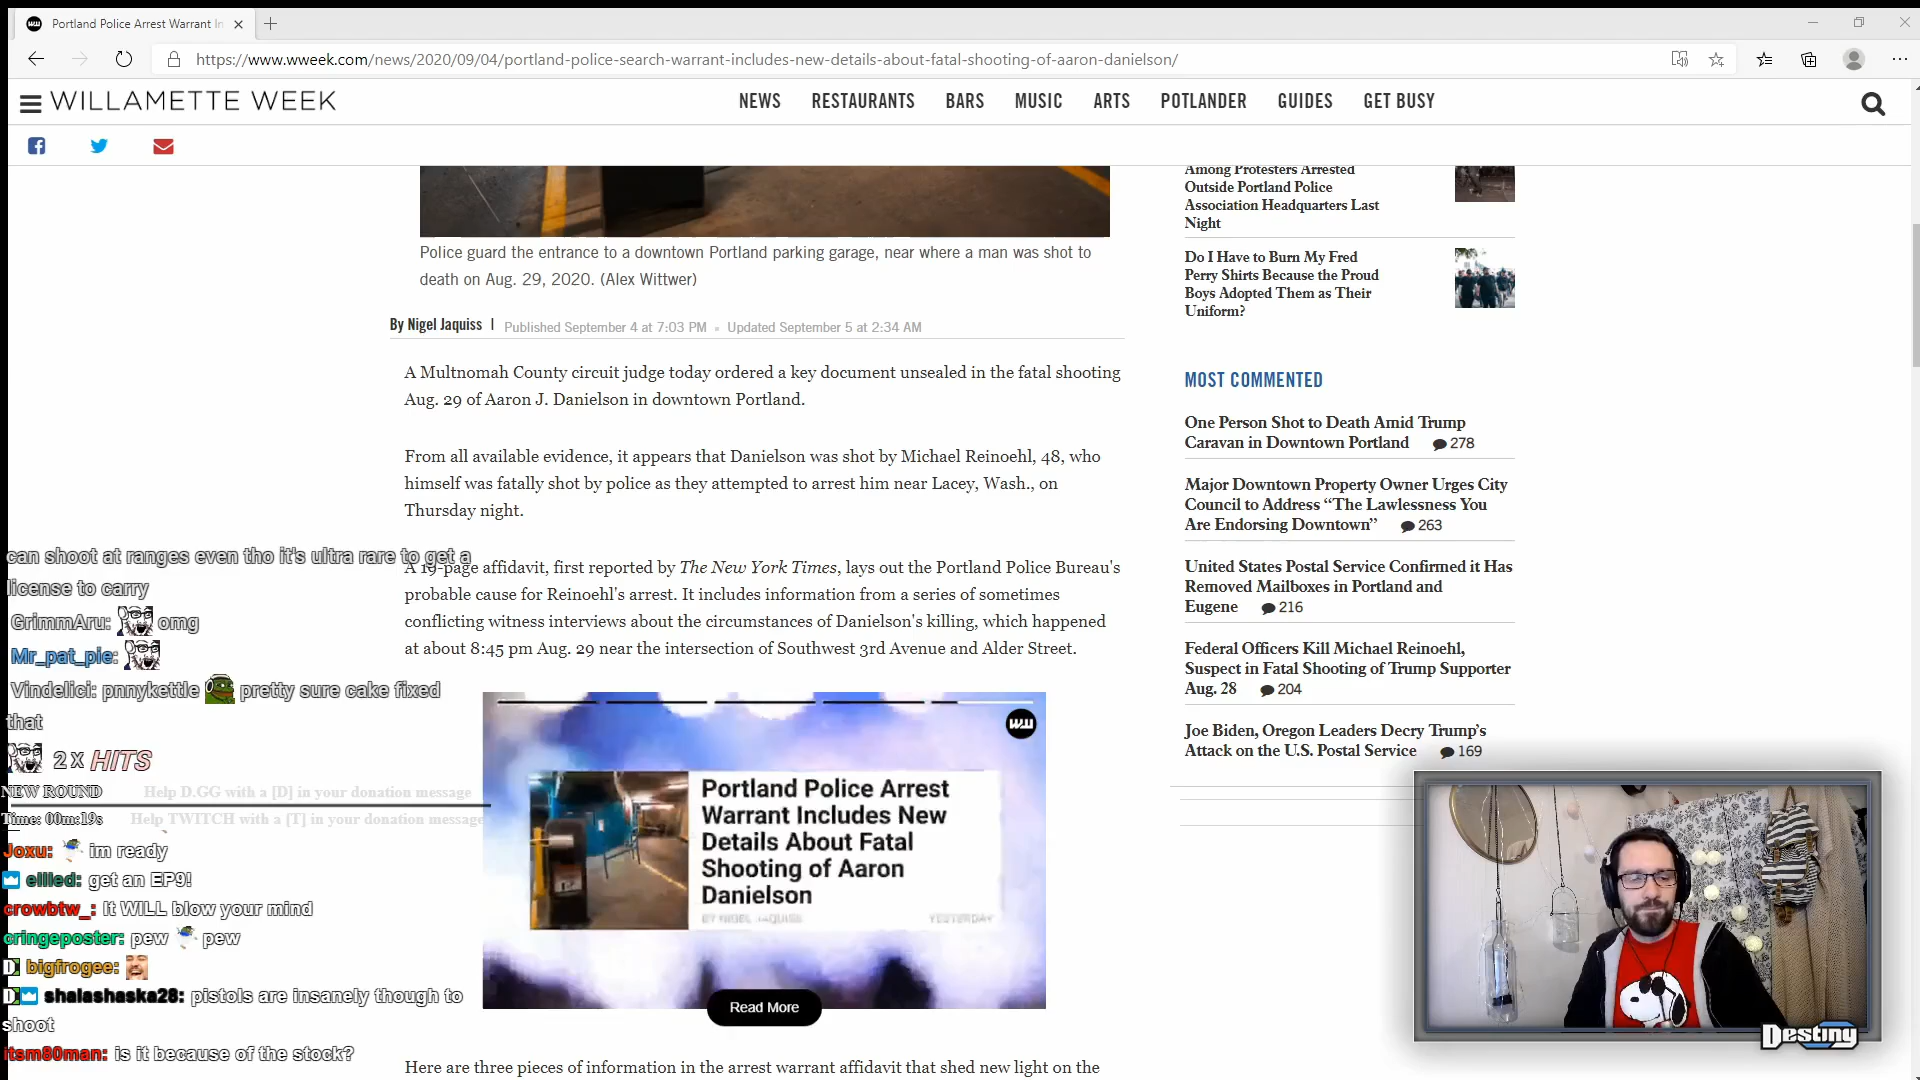 Portland Police Arrest Warrant In
https://www.wweek.com/news/2020/09/04/portland-police-search-warrant-includes-new-details-about-fatal-shooting-of-aaron-danielson/
WILLAMETTE WEEK
NEWS RESTAURANTS BARS MUSIC ARTS POTLANDER GUIDES GET BUSY
Police guard the entrance to a downtown Portland parking garage, near where a man was shot to
death on Aug. 29, 2020. (Alex Wittwer)
By Nigel Jaquiss | Published September 4 at 7:03 PM Updated September 5 at 2:34 AM
A Multnomah County circuit judge today ordered a key document unsealed in the fatal shooting
Aug. 29 of Aaron J. Danielson in downtown Portland.
From all available evidence, it appears that Danielson was shot by Michael Reinoehl, 48, who
himself was fatally shot by police as they attempted to arrest him near Lacey, Wash., on
Thursday night.
A 19-page affidavit, first reported by The New York Times, lays out the Portland Police Bureau's
probable cause for Reinoehl's arrest. It includes information from a series of sometimes
conflicting witness interviews about the circumstances of Danielson's killing, which happened
at about 8:45 pm Aug. 29 near the intersection of Southwest 3rd Avenue and Alder Street.
WW
Portland Police Arrest
Warrant Includes New
Details About Fatal
Shooting of Aaron
Danielson
BY NIGEL JAQUISS YESTERDAY
Read More
Here are three pieces of information in the arrest warrant affidavit that shed new light on the
Among Protesters Arrested
Outside Portland Police
Association Headquarters Last
Night
Do I Have to Burn My Fred
Perry Shirts Because the Proud
Boys Adopted Them as Their
Uniform?
MOST COMMENTED
One Person Shot to Death Amid Trump
Caravan in Downtown Portland 278
Major Downtown Property Owner Urges City
Council to Address “The Lawlessness You
Are Endorsing Downtown” 263
United States Postal Service Confirmed it Has
Removed Mailboxes in Portland and
Eugene 216
Federal Officers Kill Michael Reinoehl,
Suspect in Fatal Shooting of Trump Supporter
Aug. 28 204
Joe Biden, Oregon Leaders Decry Trump’s
Attack on the U.S. Postal Service 169
can shoot at ranges even tho it's ultra rare to get a
license to carry
GrimmAru: omg
Mr_pat_pie:
Vindelici: pnnykettle pretty sure cake fixed
that
2 X HITS
NEW ROUND Help D.GG with a [D] in your donation message
Time: 00m:19s Help TWITCH with a [T] in your donation message
Joxu: im ready
eilled: get an EP9!
crowbtw_: It WILL blow your mind
cringeposter: pew pew
D bigfrogee:
D shalashaska28: pistols are insanely though to
shoot
itsm80man: is it because of the stock?
Destiny